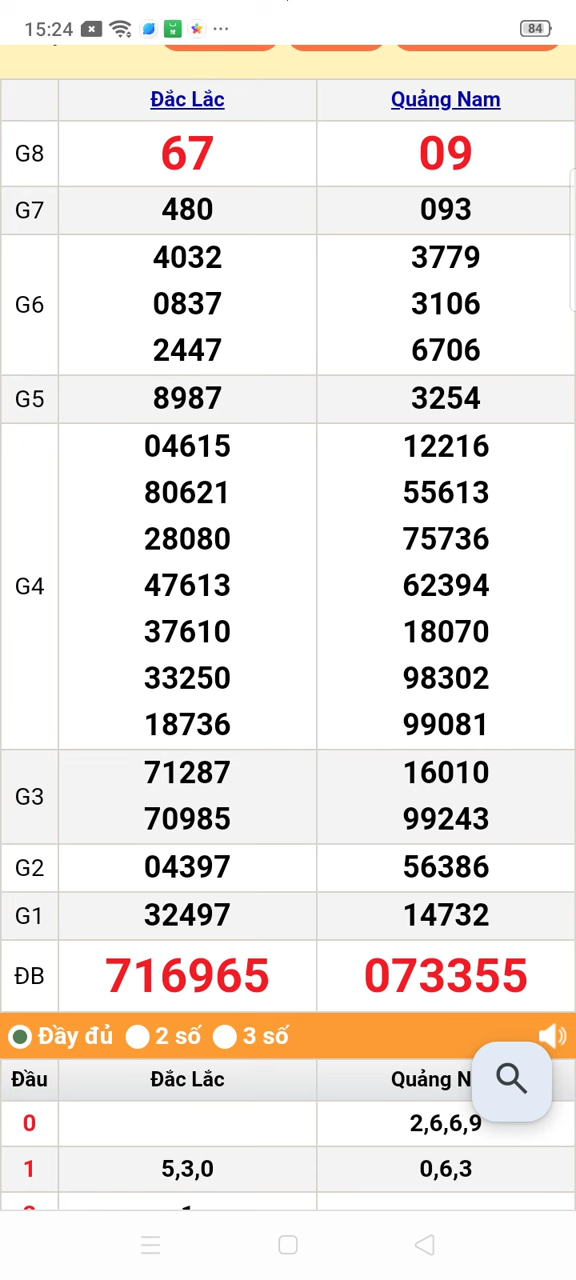 15:24 84
Đắc Lắc Quảng Nam
G8 67 09
G7 480 093
4032 3779
G6 0837 3106
2447 6706
G5 8987 3254
04615 12216
80621 55613
28080 75736
G4 47613 62394
37610 18070
33250 98302
18736 99081
G3 71287 16010
70985 99243
G2 04397 56386
G1 32497 14732
ĐB 716965 073355
Đầy đủ 2 số 3 số
Đầu Đắc Lắc Quảng N
0 2,6,6,9
1 5,3,0 0,6,3